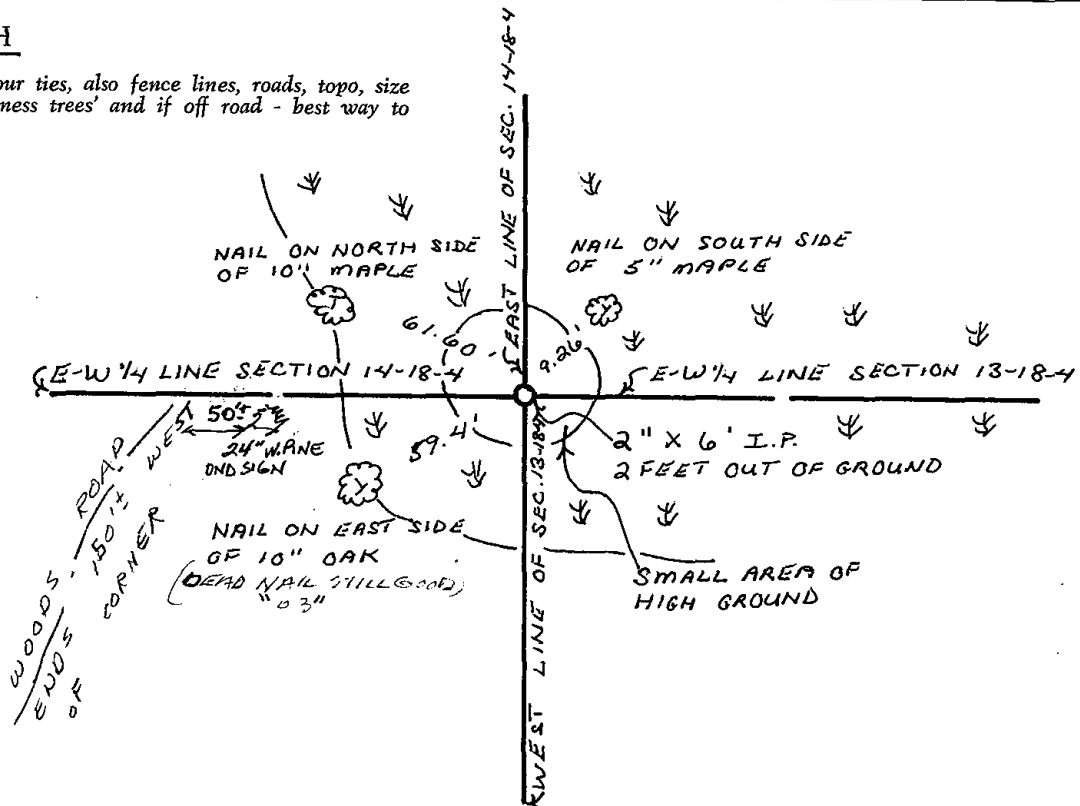 H
our ties, also fence lines, roads, topo, size
ness trees' and if off road - best way to
EAST LINE OF SEC. 14-18-4
NAIL ON NORTH SIDE
OF 10" MAPLE
NAIL ON SOUTH SIDE
OF 5" MAPLE
61.60'
9.26'
E-W 1/4 LINE SECTION 14-18-4
E-W 1/4 LINE SECTION 13-18-4
50'±
24" W. PINE
AND SIGN
59.4'
2" X 6' I.P.
2 FEET OUT OF GROUND
WOODS ROAD
ENDS 150'± WEST
OF CORNER
NAIL ON EAST SIDE
OF 10" OAK
(DEAD NAIL STILL GOOD)
"03"
SMALL AREA OF
HIGH GROUND
WEST LINE OF SEC. 13-18-4